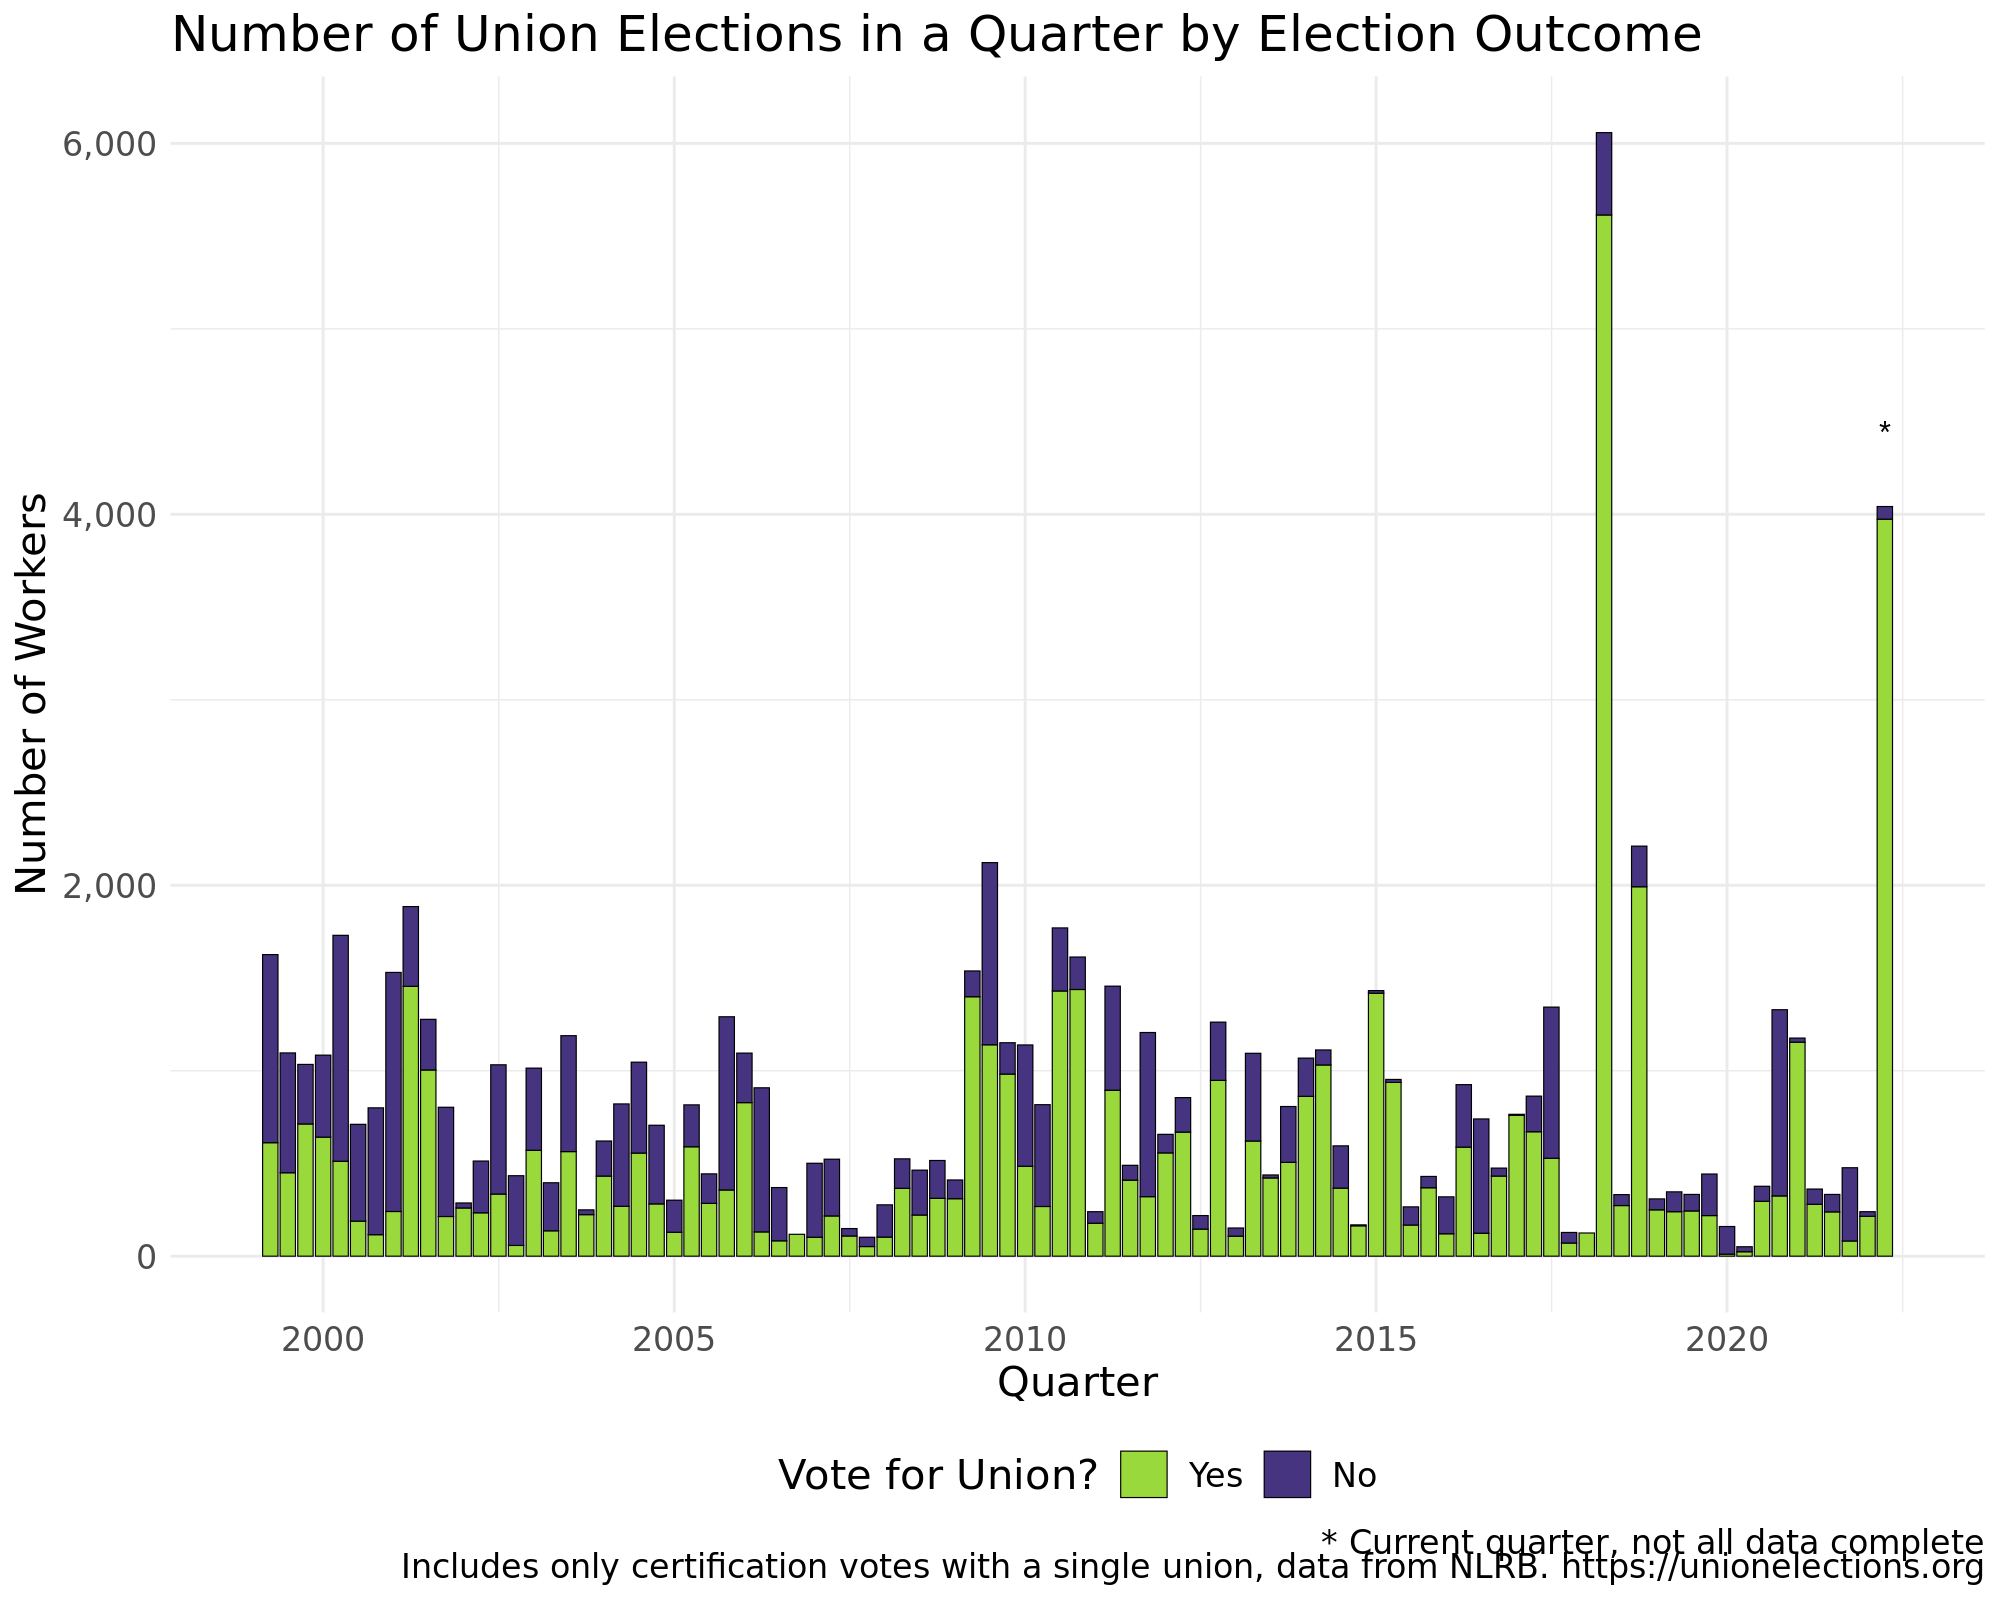 Number of Union Elections in a Quarter by Election Outcome
6,000
4,000
2,000
0
Number of Workers
*
2000 2005 2010 2015 2020
Quarter
Vote for Union? Yes No
* Current quarter, not all data complete
Includes only certification votes with a single union, data from NLRB. https://unionelections.org